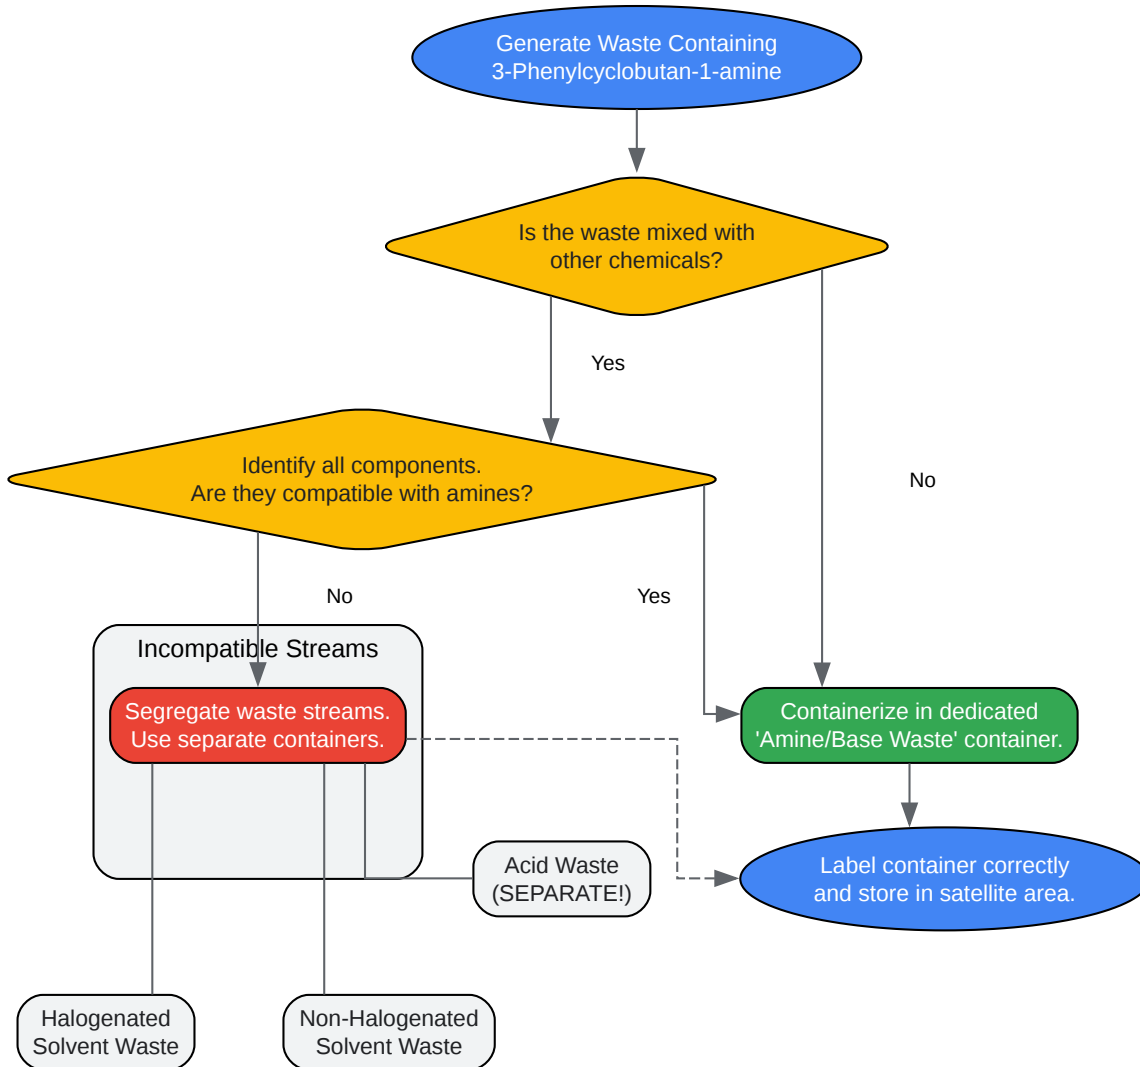 Generate Waste Containing
3-Phenylcyclobutan-1-amine
Is the waste mixed with
other chemicals?
Yes
Identify all components.
Are they compatible with amines?
No
No
Yes
Incompatible Streams
Segregate waste streams.
Use separate containers.
Containerize in dedicated
'Amine/Base Waste' container.
Acid Waste
(SEPARATE!)
Label container correctly
and store in satellite area.
Halogenated
Solvent Waste
Non-Halogenated
Solvent Waste